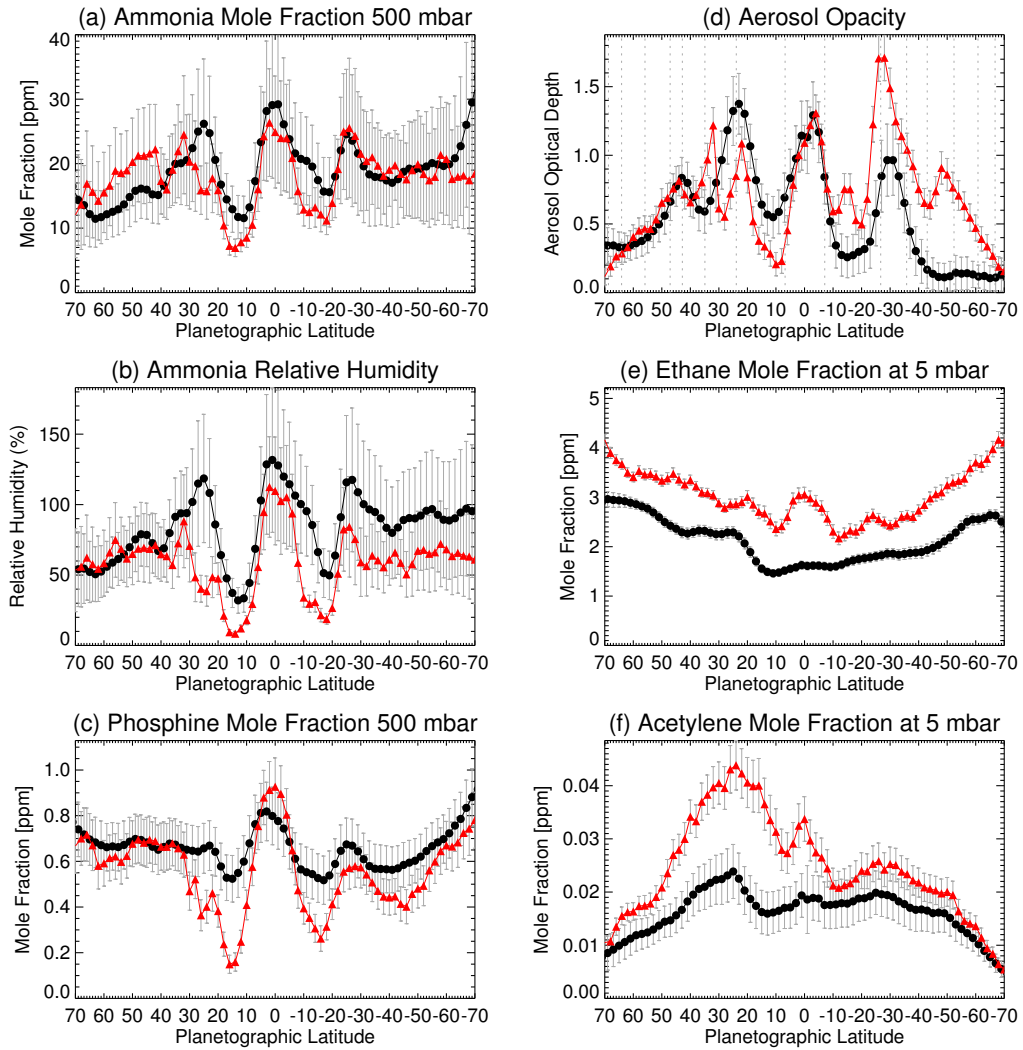 (a) Ammonia Mole Fraction 500 mbar
Mole Fraction [ppm]
40
30
20
10
0
70 60 50 40 30 20 10 0 -10 -20 -30 -40 -50 -60 -70
Planetographic Latitude
(d) Aerosol Opacity
Aerosol Optical Depth
1.5
1.0
0.5
0.0
70 60 50 40 30 20 10 0 -10 -20 -30 -40 -50 -60 -70
Planetographic Latitude
(b) Ammonia Relative Humidity
Relative Humidity (%)
150
100
50
0
70 60 50 40 30 20 10 0 -10 -20 -30 -40 -50 -60 -70
Planetographic Latitude
(e) Ethane Mole Fraction at 5 mbar
Mole Fraction [ppm]
5
4
3
2
1
0
70 60 50 40 30 20 10 0 -10 -20 -30 -40 -50 -60 -70
Planetographic Latitude
(c) Phosphine Mole Fraction 500 mbar
Mole Fraction [ppm]
1.0
0.8
0.6
0.4
0.2
0.0
70 60 50 40 30 20 10 0 -10 -20 -30 -40 -50 -60 -70
Planetographic Latitude
(f) Acetylene Mole Fraction at 5 mbar
Mole Fraction [ppm]
0.04
0.03
0.02
0.01
0.00
70 60 50 40 30 20 10 0 -10 -20 -30 -40 -50 -60 -70
Planetographic Latitude